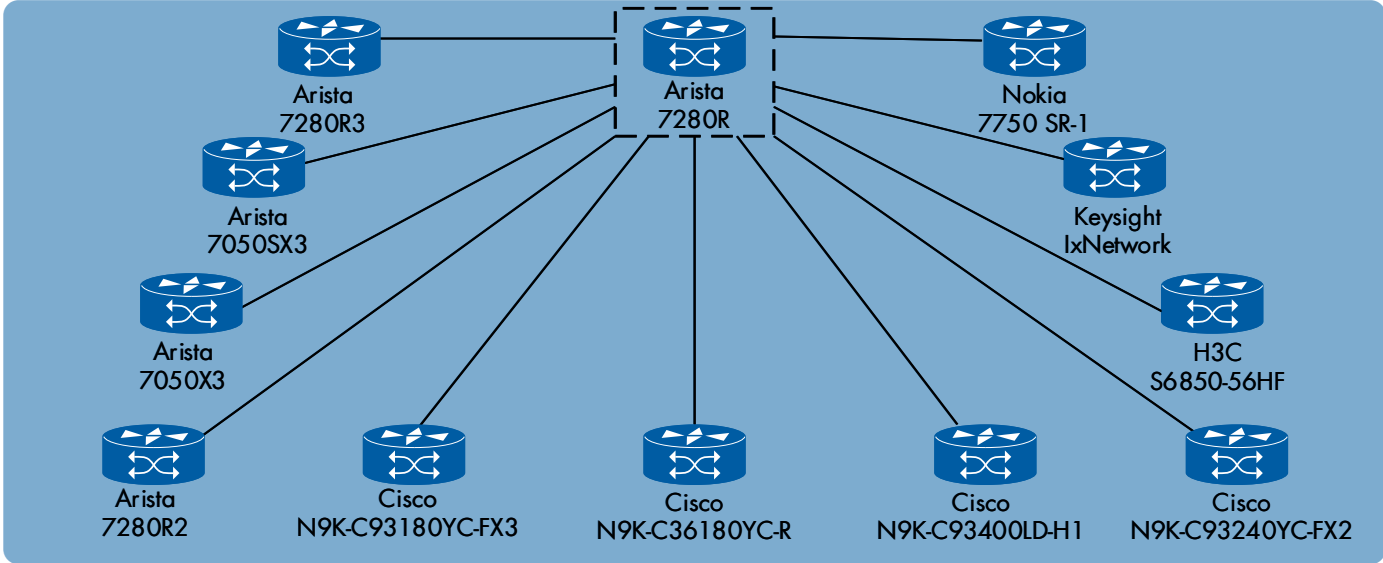 Arista
7280R3
Arista
7280R
Nokia
7750 SR-1
Arista
7050SX3
Keysight
IxNetwork
Arista
7050X3
H3C
S6850-56HF
Arista
7280R2
Cisco
N9K-C93180YC-FX3
Cisco
N9K-C36180YC-R
Cisco
N9K-C93400LD-H1
Cisco
N9K-C93240YC-FX2